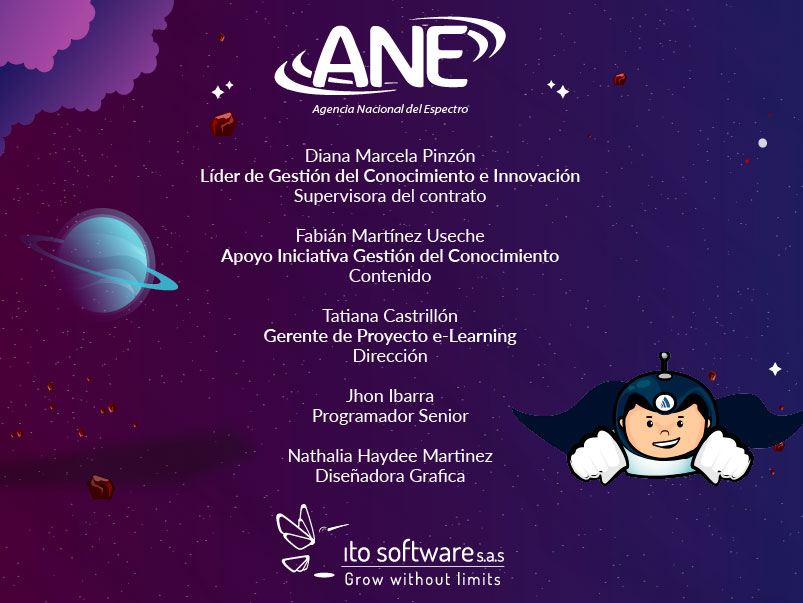 ANE
Agencia Nacional del Espectro
Diana Marcela Pinzón
Líder de Gestión del Conocimiento e Innovación
Supervisora del contrato
Fabián Martínez Useche
Apoyo Iniciativa Gestión del Conocimiento
Contenido
Tatiana Castrillón
Gerente de Proyecto e-Learning
Dirección
Jhon Ibarra
Programador Senior
Nathalia Haydee Martinez
Diseñadora Grafica
ito software s.a.s
Grow without limits